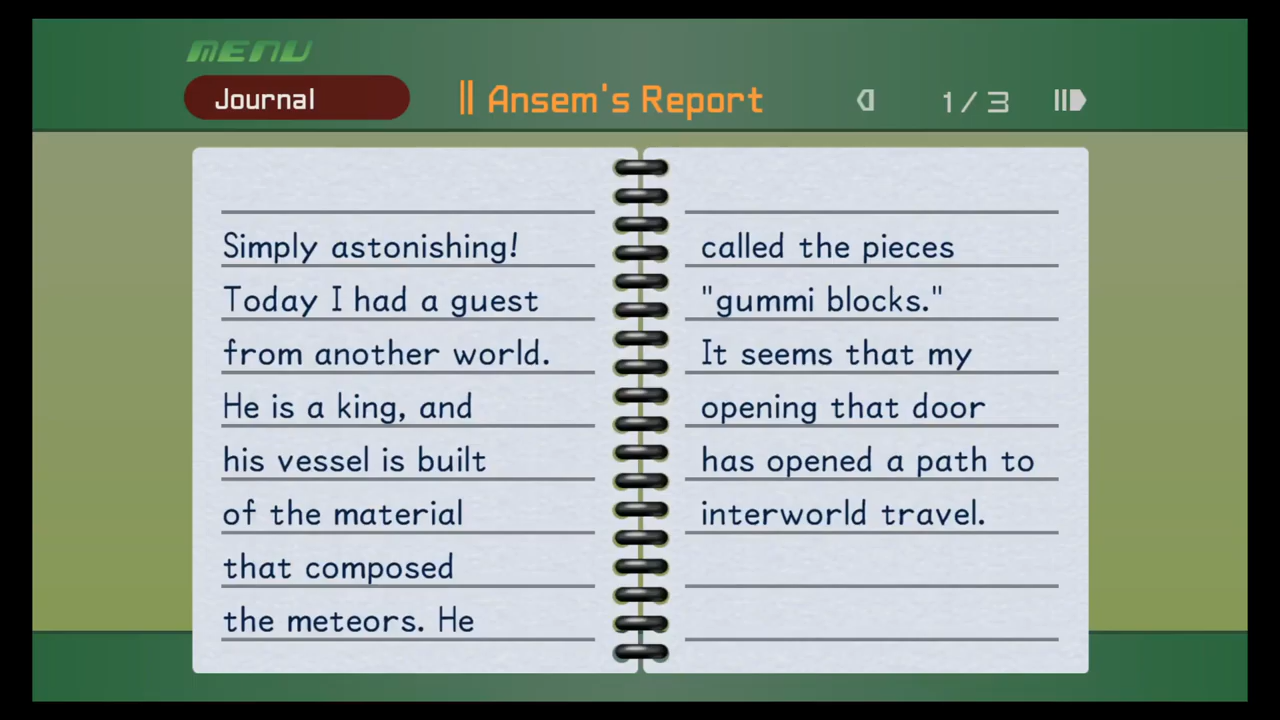 MENU
Journal
Ansem's Report
1/3
Simply astonishing!
Today I had a guest
from another world.
He is a king, and
his vessel is built
of the material
that composed
the meteors. He
called the pieces
"gummi blocks."
It seems that my
opening that door
has opened a path to
interworld travel.